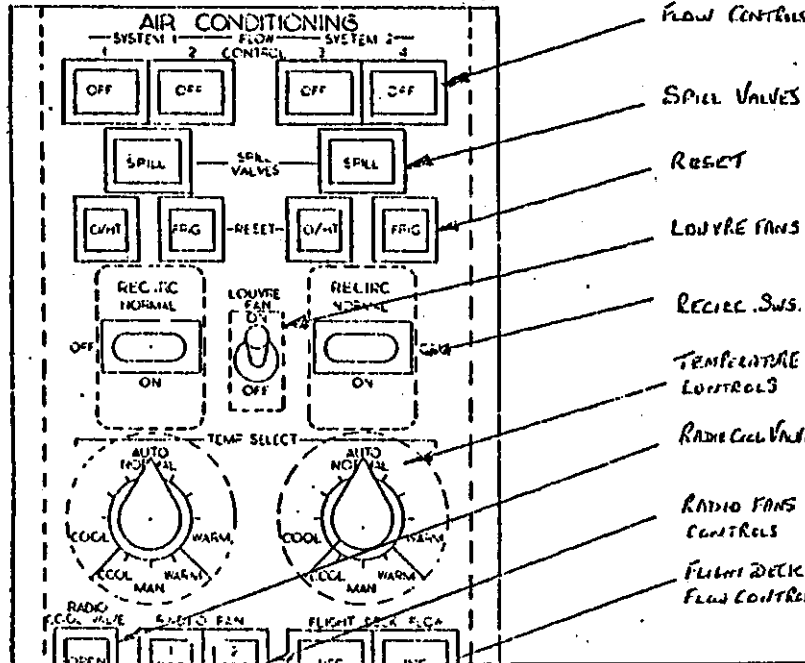 AIR CONDITIONING
SYSTEM 1 FLOW SYSTEM 2
1 2 CONTROL 3 4
OFF OFF OFF OFF
SPILL SPILL VALVES SPILL
O/HT FRIG RESET O/HT FRIG
RECIRC LOUVRE RECIRC
NORMAL FAN NORMAL
ON
OFF
OFF
ON ON
TEMP SELECT
AUTO AUTO
NORMAL NORMAL
COOL WARM COOL WARM
COOL MAN WARM COOL MAN WARM
RADIO
COOL VALVE RADIO FAN FLIGHT DECK FLOW
OPEN 1 2
FLOW CONTROLS
SPILL VALVES
RESET
LOUVRE FANS
RECIRC. SWS.
TEMPERATURE
CONTROLS
RADIO COOL
RADIO FANS
CONTROLS
FLIGHT DECK
FLOW